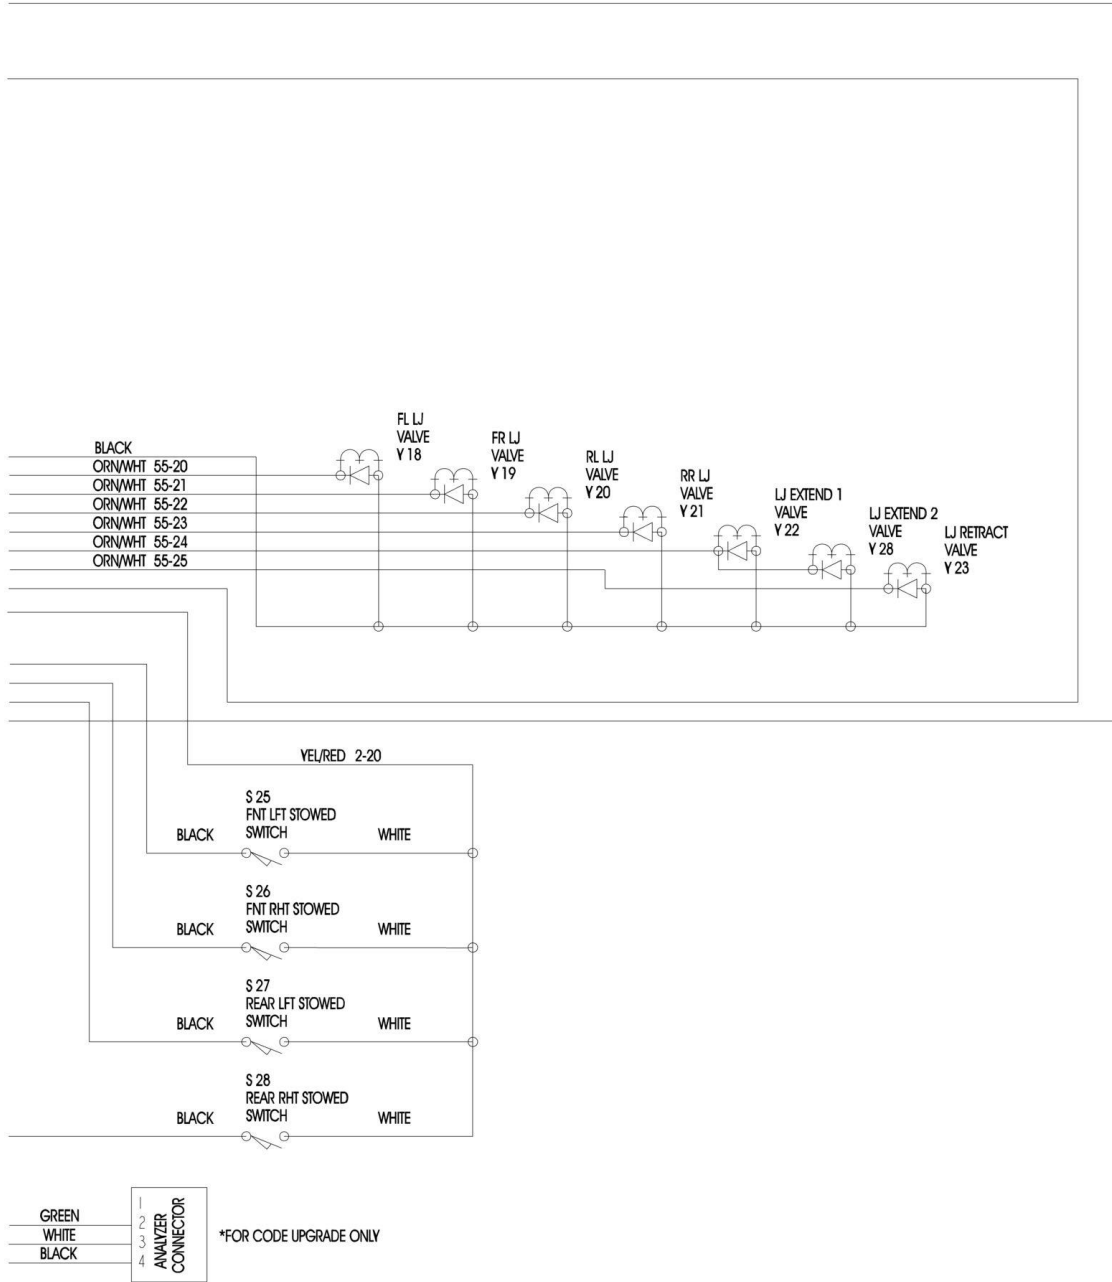 BLACK
ORN/WHT 55-20
ORN/WHT 55-21
ORN/WHT 55-22
ORN/WHT 55-23
ORN/WHT 55-24
ORN/WHT 55-25
FL LJ
VALVE
Y 18
FR LJ
VALVE
Y 19
RL LJ
VALVE
Y 20
RR LJ
VALVE
Y 21
LJ EXTEND 1
VALVE
Y 22
LJ EXTEND 2
VALVE
Y 28
LJ RETRACT
VALVE
Y 23
YEL/RED 2-20
S 25
FNT LFT STOWED
SWITCH
BLACK
WHITE
S 26
FNT RHT STOWED
SWITCH
BLACK
WHITE
S 27
REAR LFT STOWED
SWITCH
BLACK
WHITE
S 28
REAR RHT STOWED
SWITCH
BLACK
WHITE
GREEN
WHITE
BLACK
1
2
3
4
ANALYZER
CONNECTOR
*FOR CODE UPGRADE ONLY